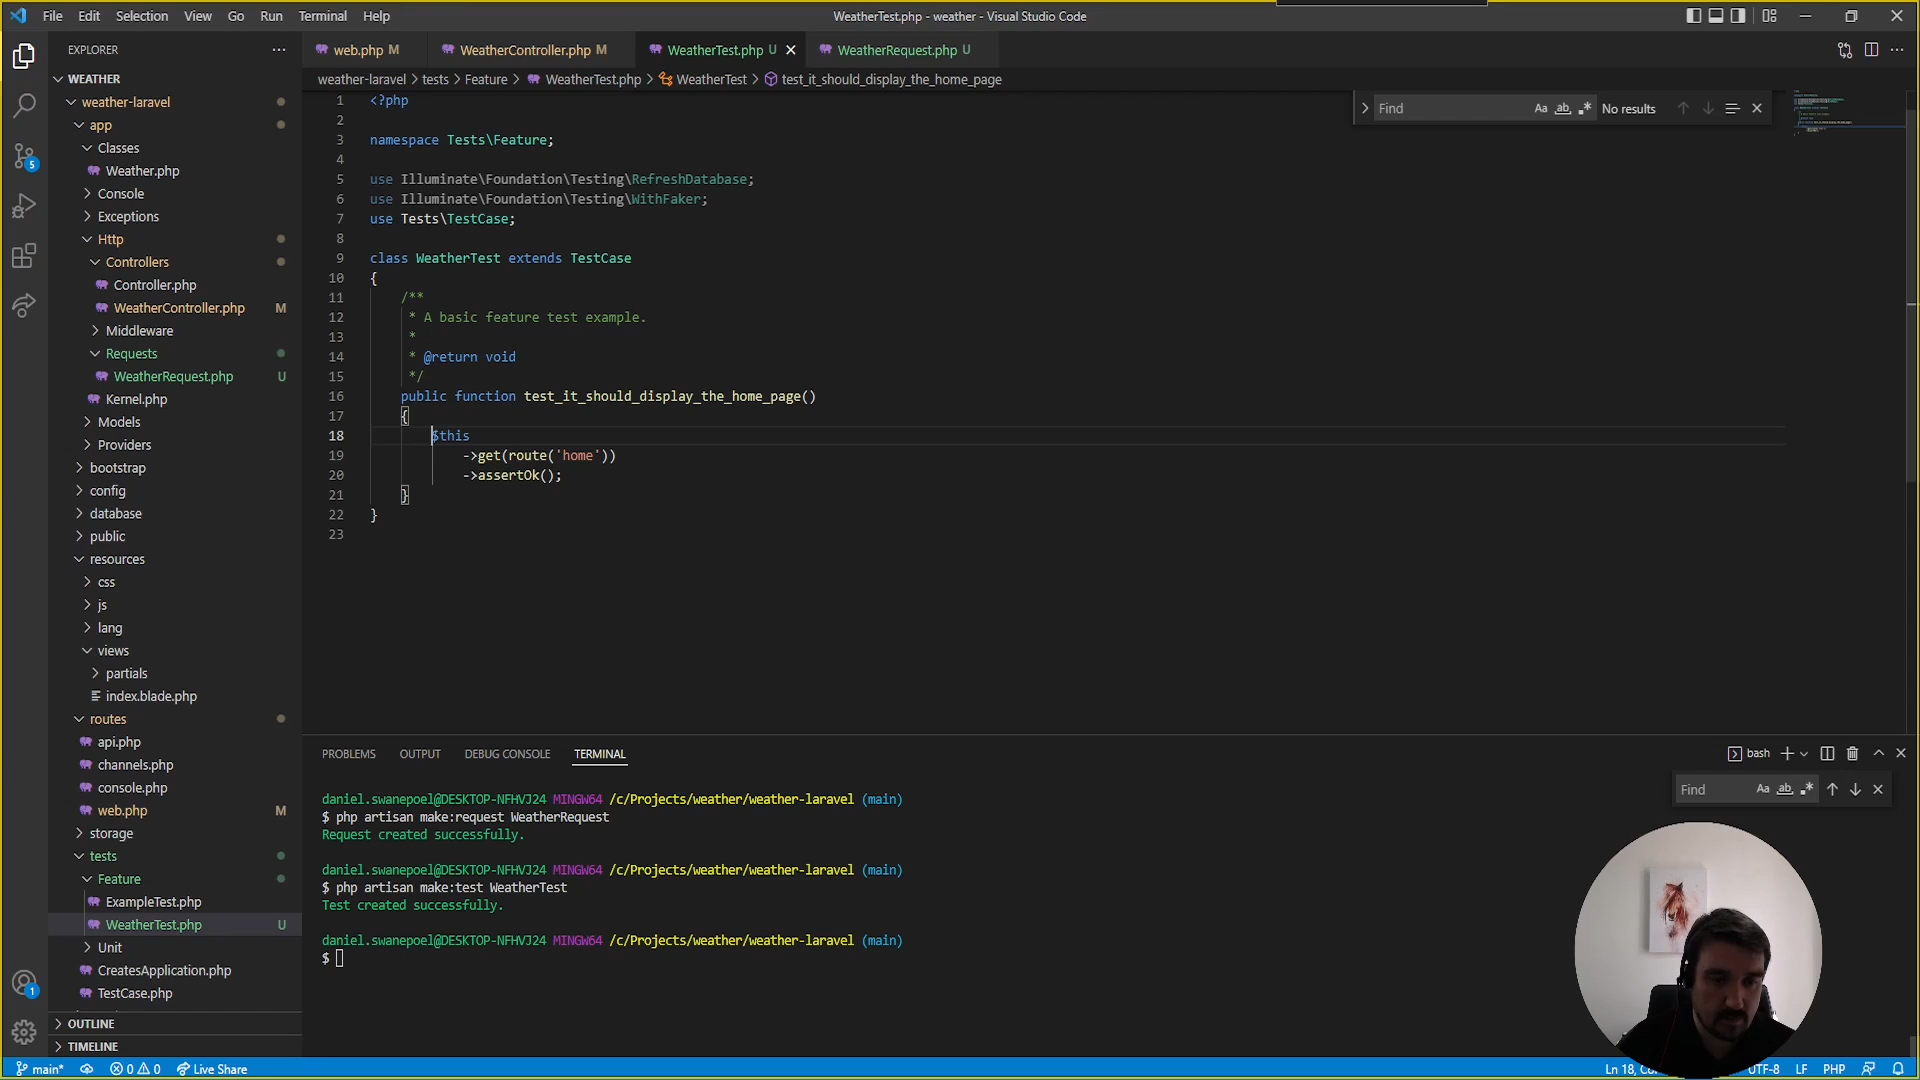 File Edit Selection View Go Run Terminal Help
WeatherTest.php - weather - Visual Studio Code
EXPLORER
WEATHER
weather-laravel
app
Classes
Weather.php
Console
Exceptions
Http
Controllers
Controller.php
WeatherController.php M
Middleware
Requests
WeatherRequest.php U
Kernel.php
Models
Providers
bootstrap
config
database
public
resources
css
js
lang
views
partials
index.blade.php
routes
api.php
channels.php
console.php
web.php M
storage
tests
Feature
ExampleTest.php
WeatherTest.php U
Unit
CreatesApplication.php
TestCase.php
OUTLINE
TIMELINE
5
1
web.php M WeatherController.php M WeatherTest.php U WeatherRequest.php U
weather-laravel > tests > Feature > WeatherTest.php > WeatherTest > test_it_should_display_the_home_page
Find Aa ab No results
1 <?php
2
3 namespace Tests\Feature;
4
5 use Illuminate\Foundation\Testing\RefreshDatabase;
6 use Illuminate\Foundation\Testing\WithFaker;
7 use Tests\TestCase;
8
9 class WeatherTest extends TestCase
10 {
11 /**
12 * A basic feature test example.
13 *
14 * @return void
15 */
16 public function test_it_should_display_the_home_page()
17 {
18 $this
19 ->get(route('home'))
20 ->assertOk();
21 }
22 }
23
PROBLEMS OUTPUT DEBUG CONSOLE TERMINAL
bash
Find Aa ab
daniel.swanepoel@DESKTOP-NFHVJ24 MINGW64 /c/Projects/weather/weather-laravel (main)
$ php artisan make:request WeatherRequest
Request created successfully.
daniel.swanepoel@DESKTOP-NFHVJ24 MINGW64 /c/Projects/weather/weather-laravel (main)
$ php artisan make:test WeatherTest
Test created successfully.
daniel.swanepoel@DESKTOP-NFHVJ24 MINGW64 /c/Projects/weather/weather-laravel (main)
$
main* 0 0 Live Share
Ln 18, UTF-8 LF PHP